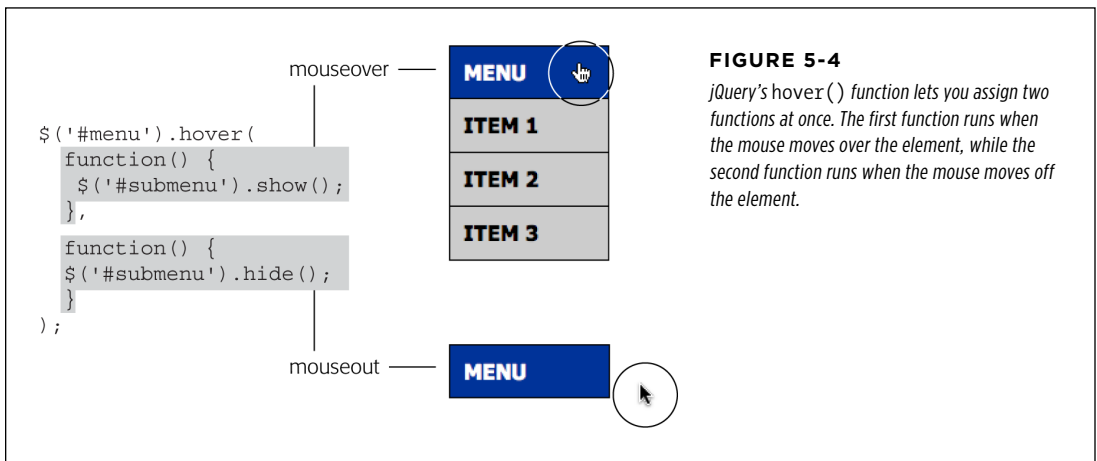 mouseover
$('#menu').hover(
function() {
$('#submenu').show();
},
function() {
$('#submenu').hide();
}
);
mouseout
MENU
ITEM 1
ITEM 2
ITEM 3
MENU
FIGURE 5-4
jQuery's hover() function lets you assign two
functions at once. The first function runs when
the mouse moves over the element, while the
second function runs when the mouse moves off
the element.